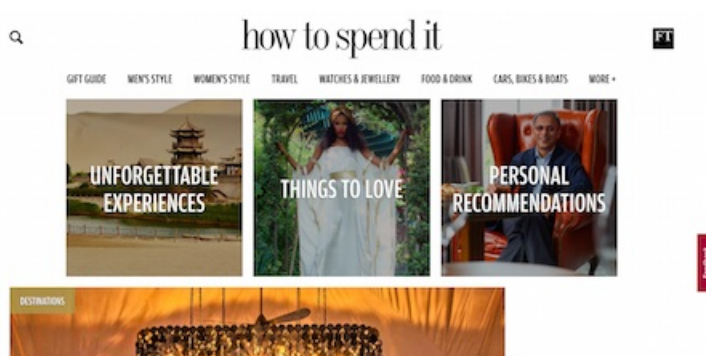 how to spend it
FT
GIFT GUIDE MEN'S STYLE WOMEN'S STYLE TRAVEL WATCHES & JEWELLERY FOOD & DRINK CARS, BIKES & BOATS MORE
UNFORGETTABLE
EXPERIENCES
THINGS TO LOVE
PERSONAL
RECOMMENDATIONS
DESTINATIONS